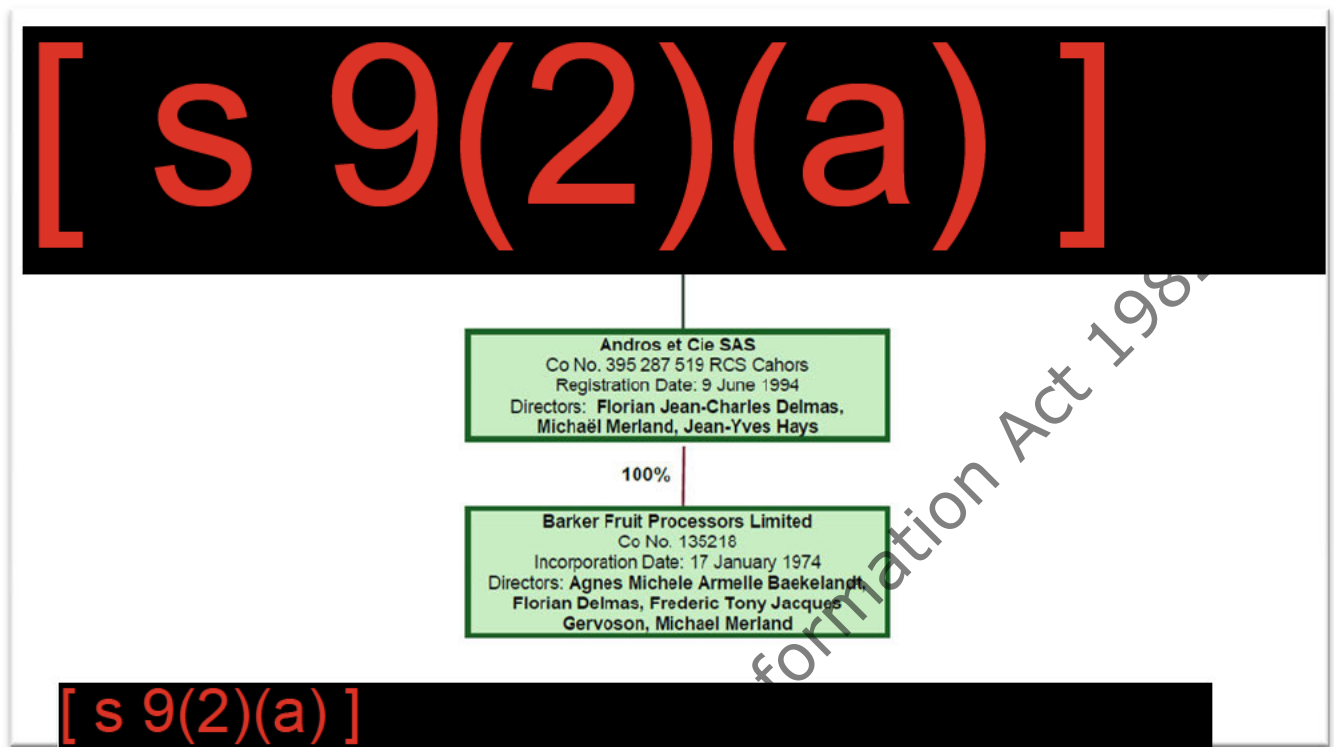 [ s 9(2)(a) ]
Andros et Cie SAS
Co No. 395 287 519 RCS Cahors
Registration Date: 9 June 1994
Directors: Florian Jean-Charles Delmas,
Michaël Merland, Jean-Yves Hays
100%
Barker Fruit Processors Limited
Co No. 135218
Incorporation Date: 17 January 1974
Directors: Agnes Michele Armelle Baekelandt,
Florian Delmas, Frederic Tony Jacques
Gervoson, Michael Merland
formation Act 198
[ s 9(2)(a) ]